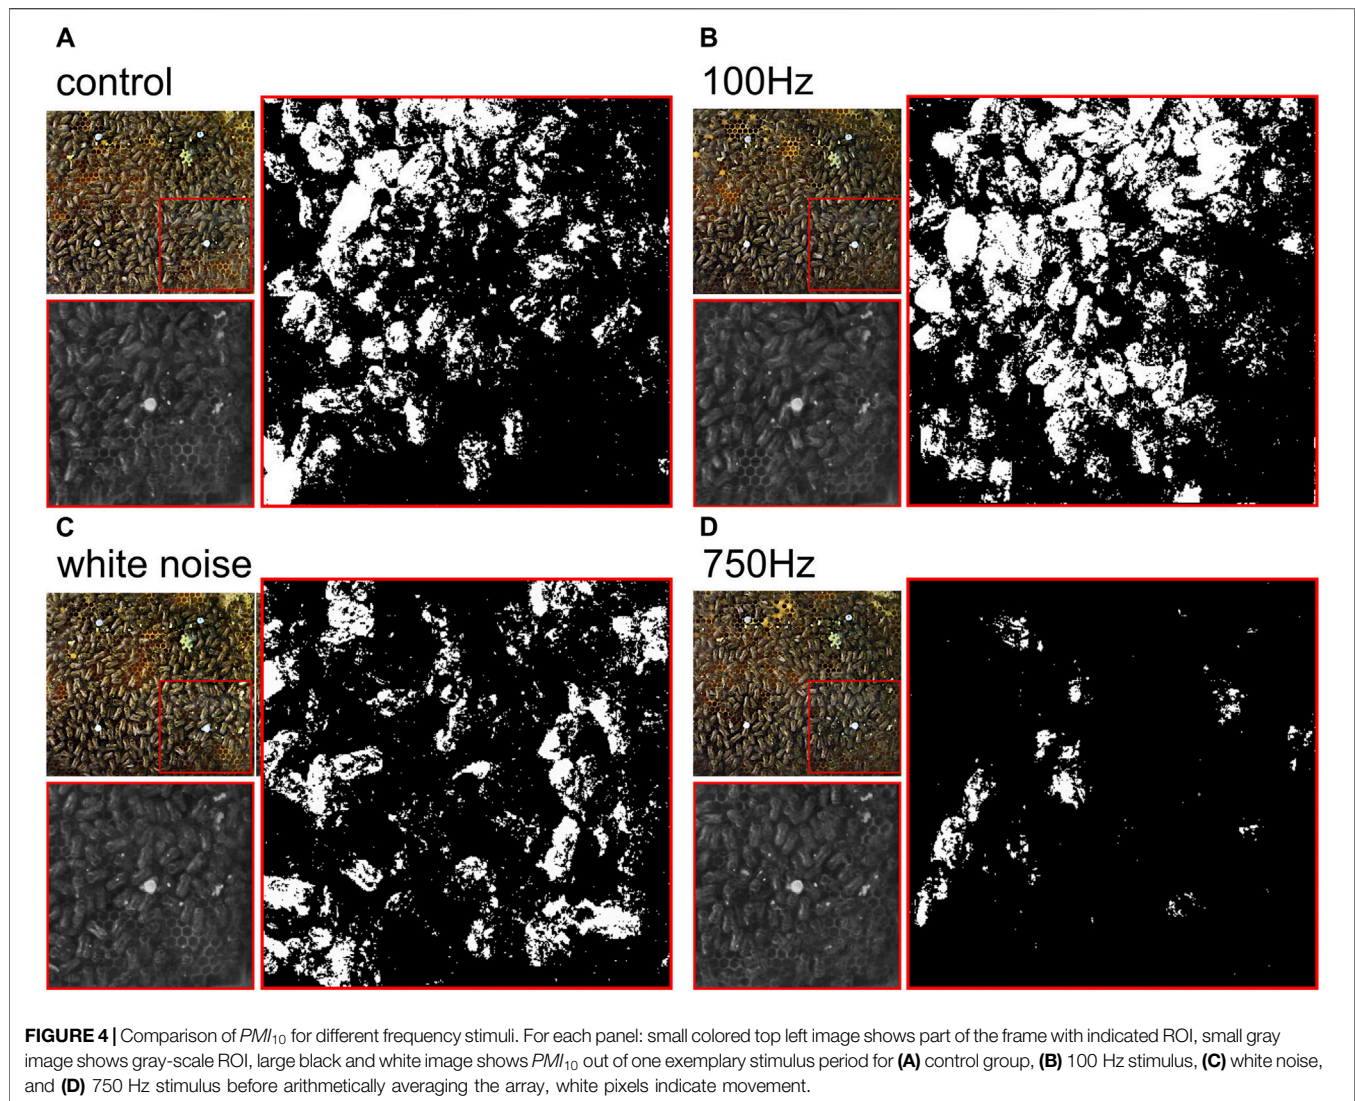 A
control
B
100Hz
C
white noise
D
750Hz
FIGURE 4 | Comparison of PMI10 for different frequency stimuli. For each panel: small colored top left image shows part of the frame with indicated ROI, small gray
image shows gray-scale ROI, large black and white image shows PMI10 out of one exemplary stimulus period for (A) control group, (B) 100 Hz stimulus, (C) white noise,
and (D) 750 Hz stimulus before arithmetically averaging the array, white pixels indicate movement.